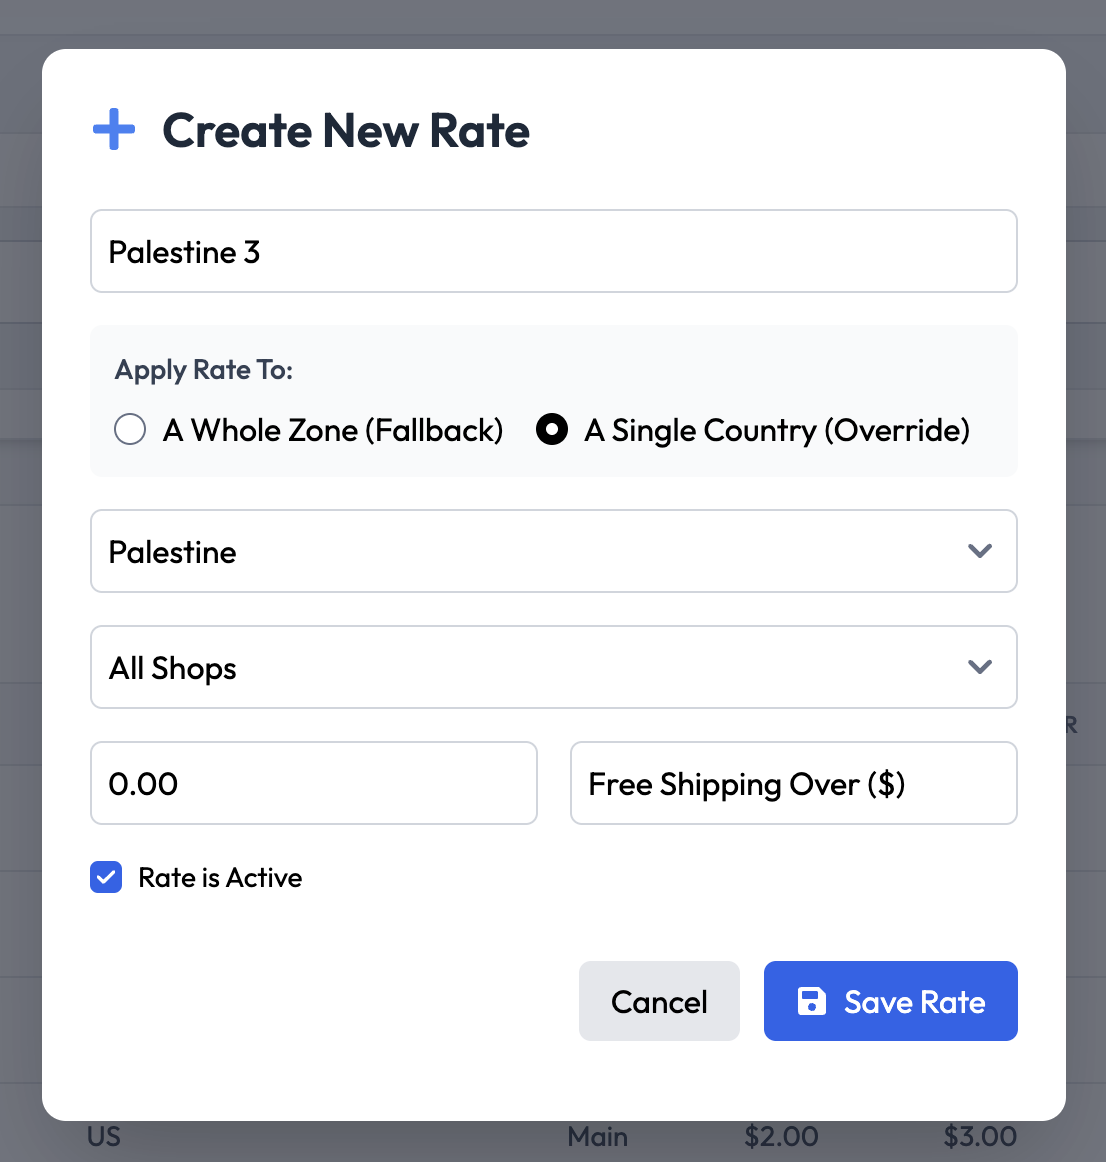 Create New Rate
Palestine 3
Apply Rate To:
A Whole Zone (Fallback) A Single Country (Override)
Palestine
All Shops
R
0.00 Free Shipping Over ($)
Rate is Active
Cancel Save Rate
US Main $2.00 $3.00